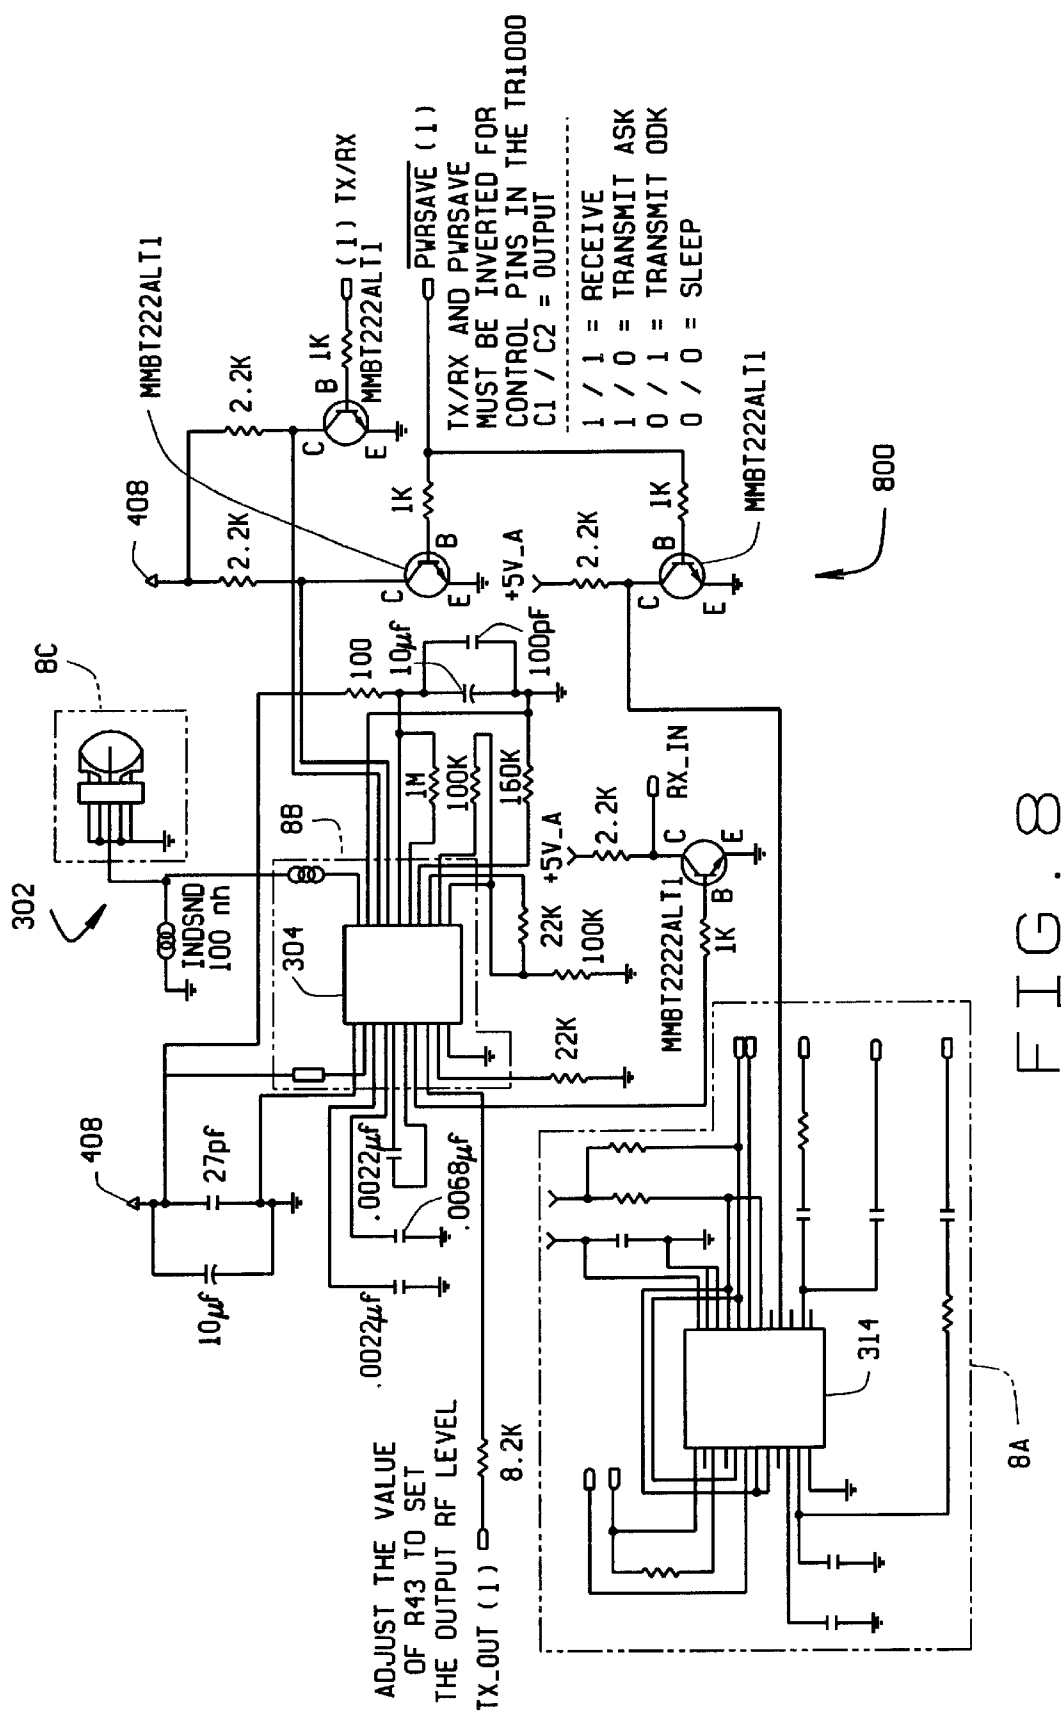 302
8C
408
MMBT222ALT1
2.2K
2.2K
(1) TX/RX
1K
B
C
E
MMBT222ALT1
INDSND
100 nh
8B
304
100
10µf
100pF
1M
100K
160K
C
B
E
1K
PWRSAVE (1)
TX/RX AND PWRSAVE
MUST BE INVERTED FOR
CONTROL PINS IN THE TR1000
C1 / C2 = OUTPUT
1 / 1 = RECEIVE
1 / 0 = TRANSMIT ASK
0 / 1 = TRANSMIT ODK
0 / 0 = SLEEP
408
27pf
10µf
.0022µf
.0068µf
.0022µf
22K
22K
100K
+5V_A
2.2K
RX_IN
C
B
E
1K
MMBT2222ALT1
+5V_A
2.2K
C
B
E
1K
MMBT222ALT1
800
ADJUST THE VALUE
OF R43 TO SET
THE OUTPUT RF LEVEL
TX_OUT (1)
8.2K
314
8A
FIG. 8